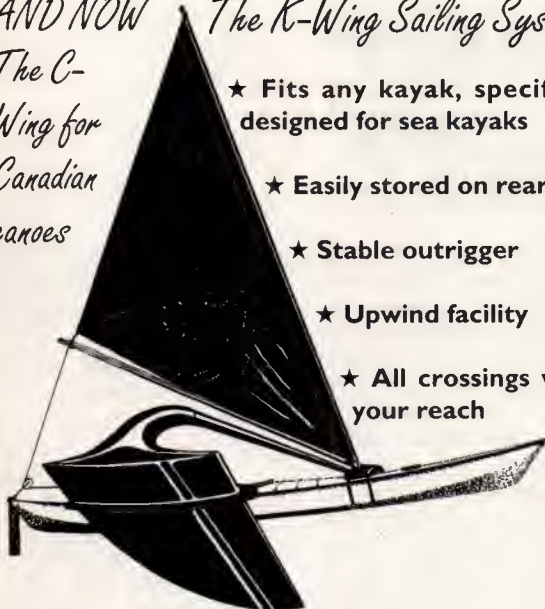 AND NOW
The C-
Wing for
Canadian
canoes
The K-Wing Sailing Sys
★ Fits any kayak, specif
designed for sea kayaks
★ Easily stored on rear
★ Stable outrigger
★ Upwind facility
★ All crossings
your reach